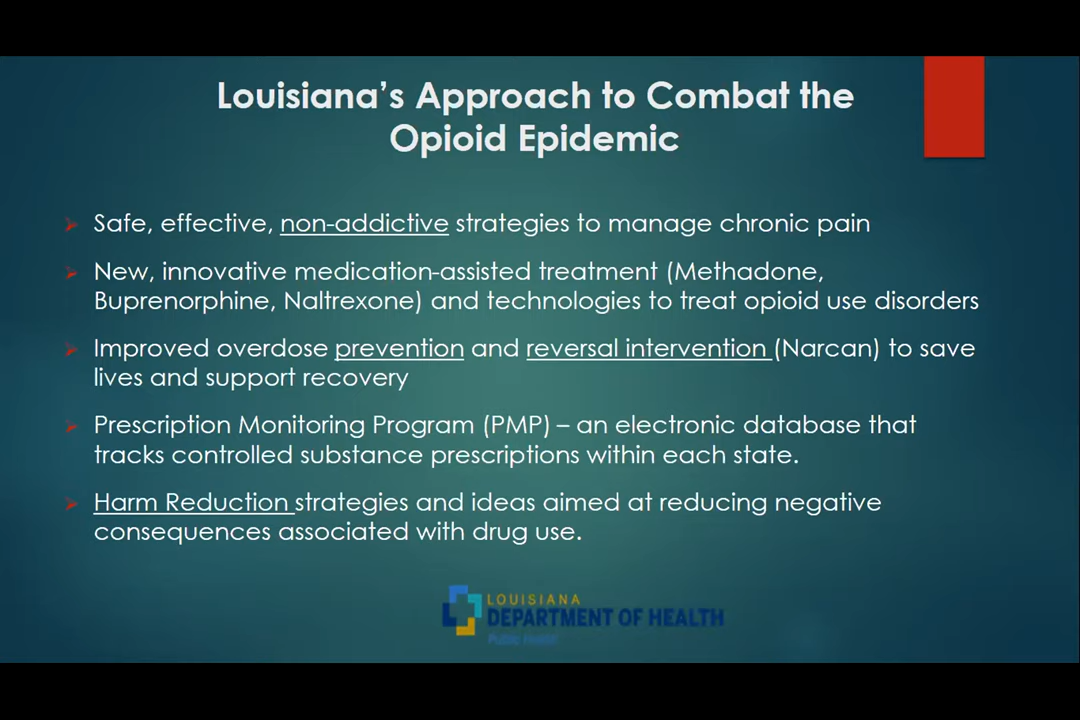 Louisiana’s Approach to Combat the
Opioid Epidemic
Safe, effective, non-addictive strategies to manage chronic pain
New, innovative medication-assisted treatment (Methadone,
Buprenorphine, Naltrexone) and technologies to treat opioid use disorders
Improved overdose prevention and reversal intervention (Narcan) to save
lives and support recovery
Prescription Monitoring Program (PMP) – an electronic database that
tracks controlled substance prescriptions within each state.
Harm Reduction strategies and ideas aimed at reducing negative
consequences associated with drug use.
LOUISIANA
DEPARTMENT OF HEALTH
Public Health